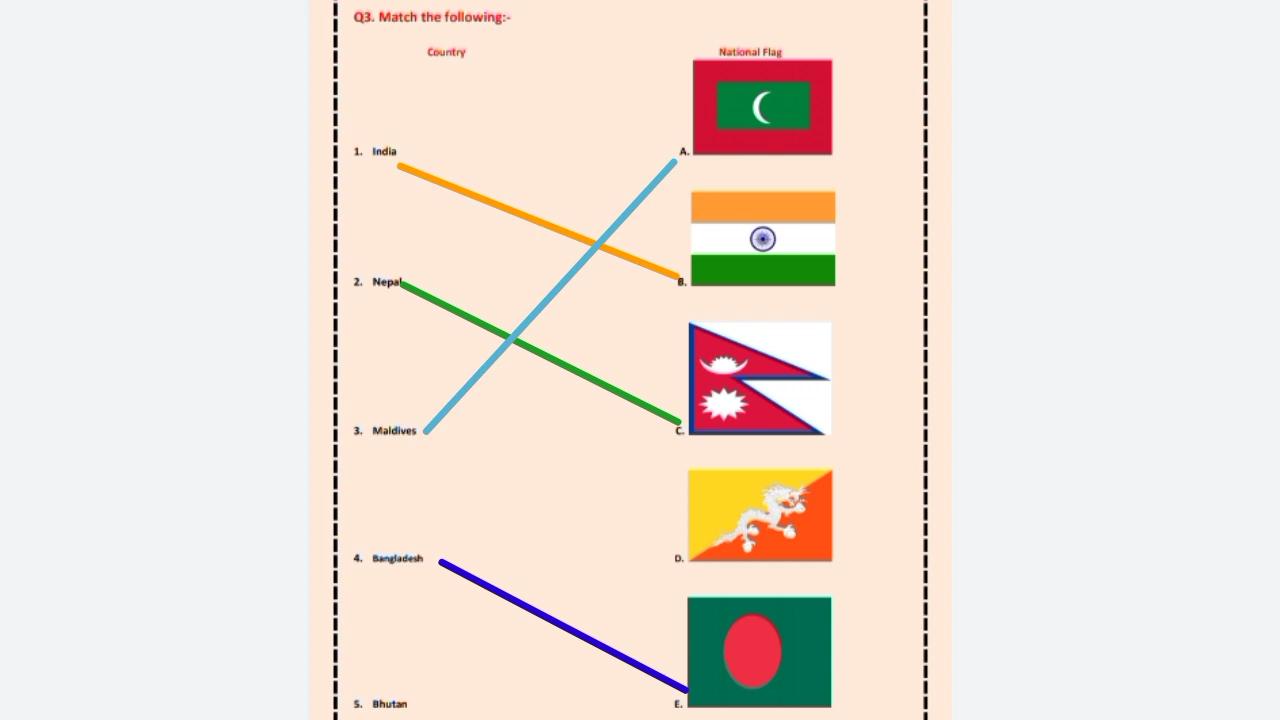 Q3. Match the following:-
Country National Flag
1. India A.
2. Nepal B.
3. Maldives C.
4. Bangladesh D.
5. Bhutan E.